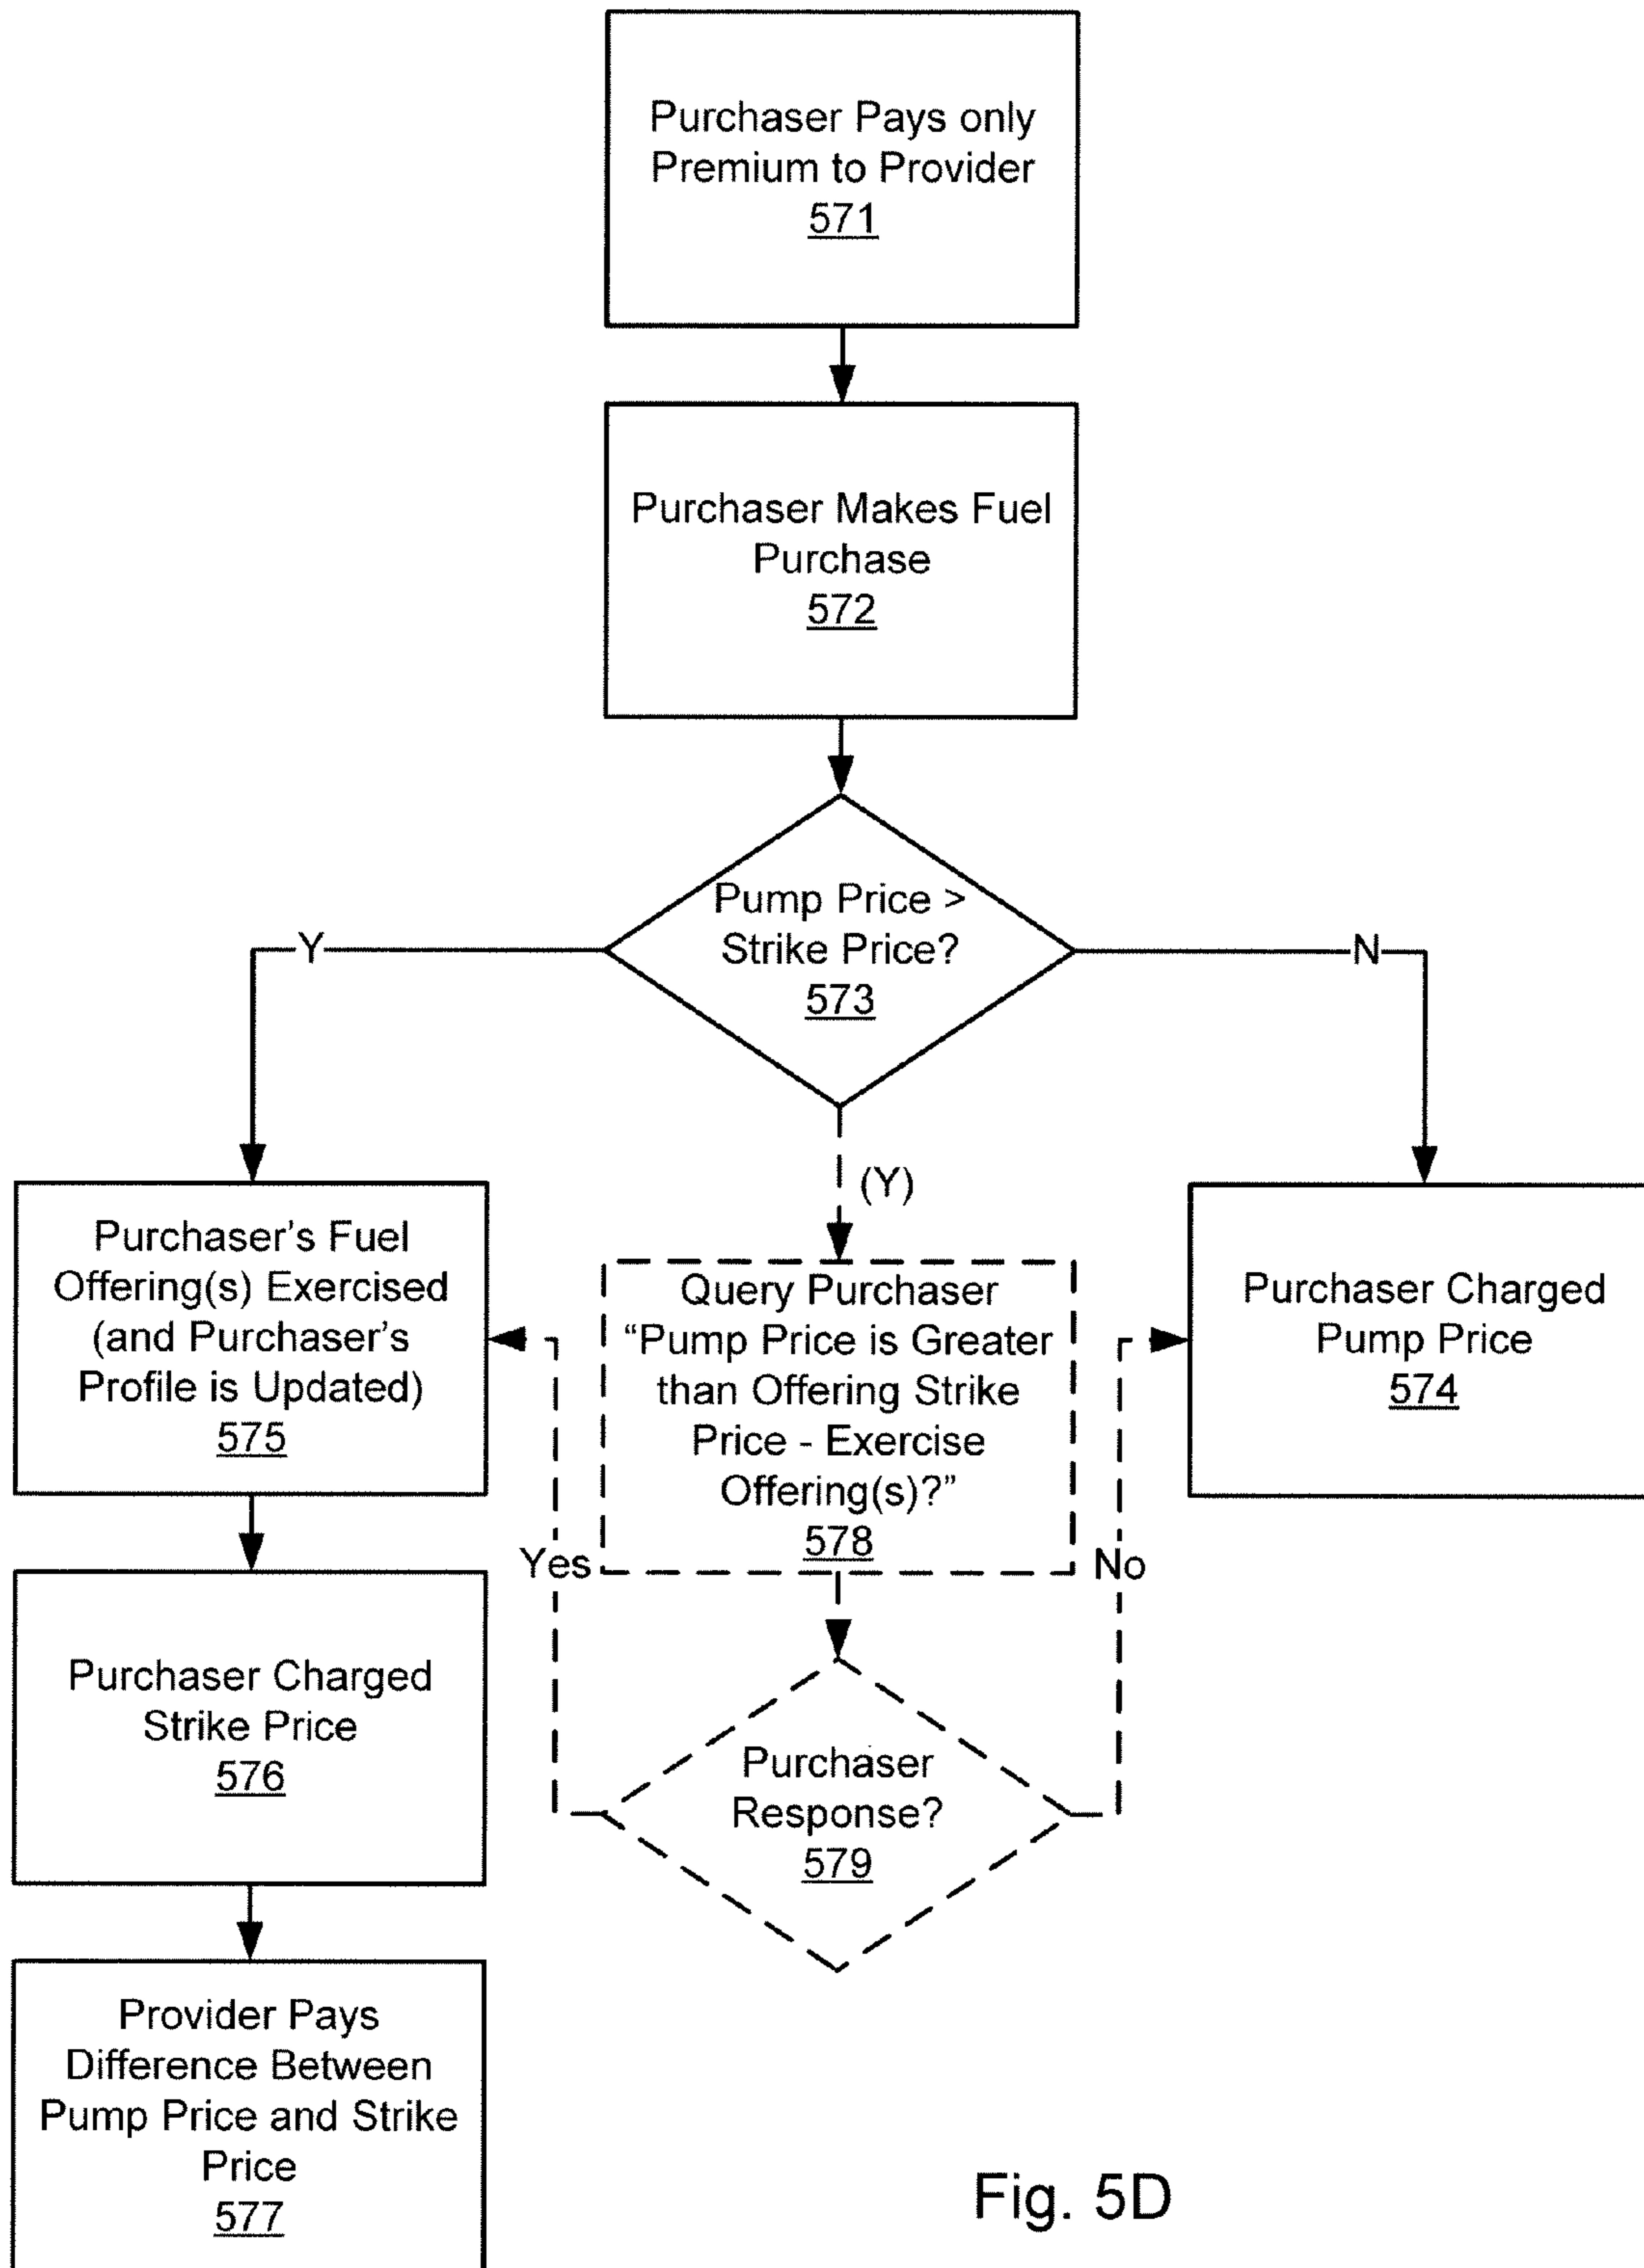 Purchaser Pays only
Premium to Provider
571
Purchaser Makes Fuel
Purchase
572
Pump Price >
Strike Price?
573
Y
N
(Y)
Purchaser’s Fuel
Offering(s) Exercised
(and Purchaser’s
Profile is Updated)
575
Query Purchaser
“Pump Price is Greater
than Offering Strike
Price - Exercise
Offering(s)?”
578
Purchaser Charged
Pump Price
574
Yes
No
Purchaser Charged
Strike Price
576
Purchaser
Response?
579
Provider Pays
Difference Between
Pump Price and Strike
Price
577
Fig. 5D